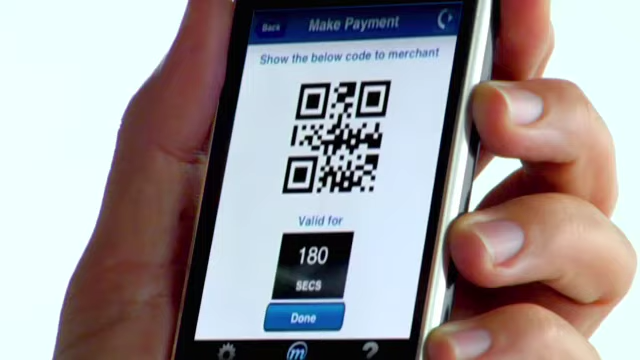 Back
Make Payment
Show the below code to merchant
Valid for
180
SECS
Done
m
?